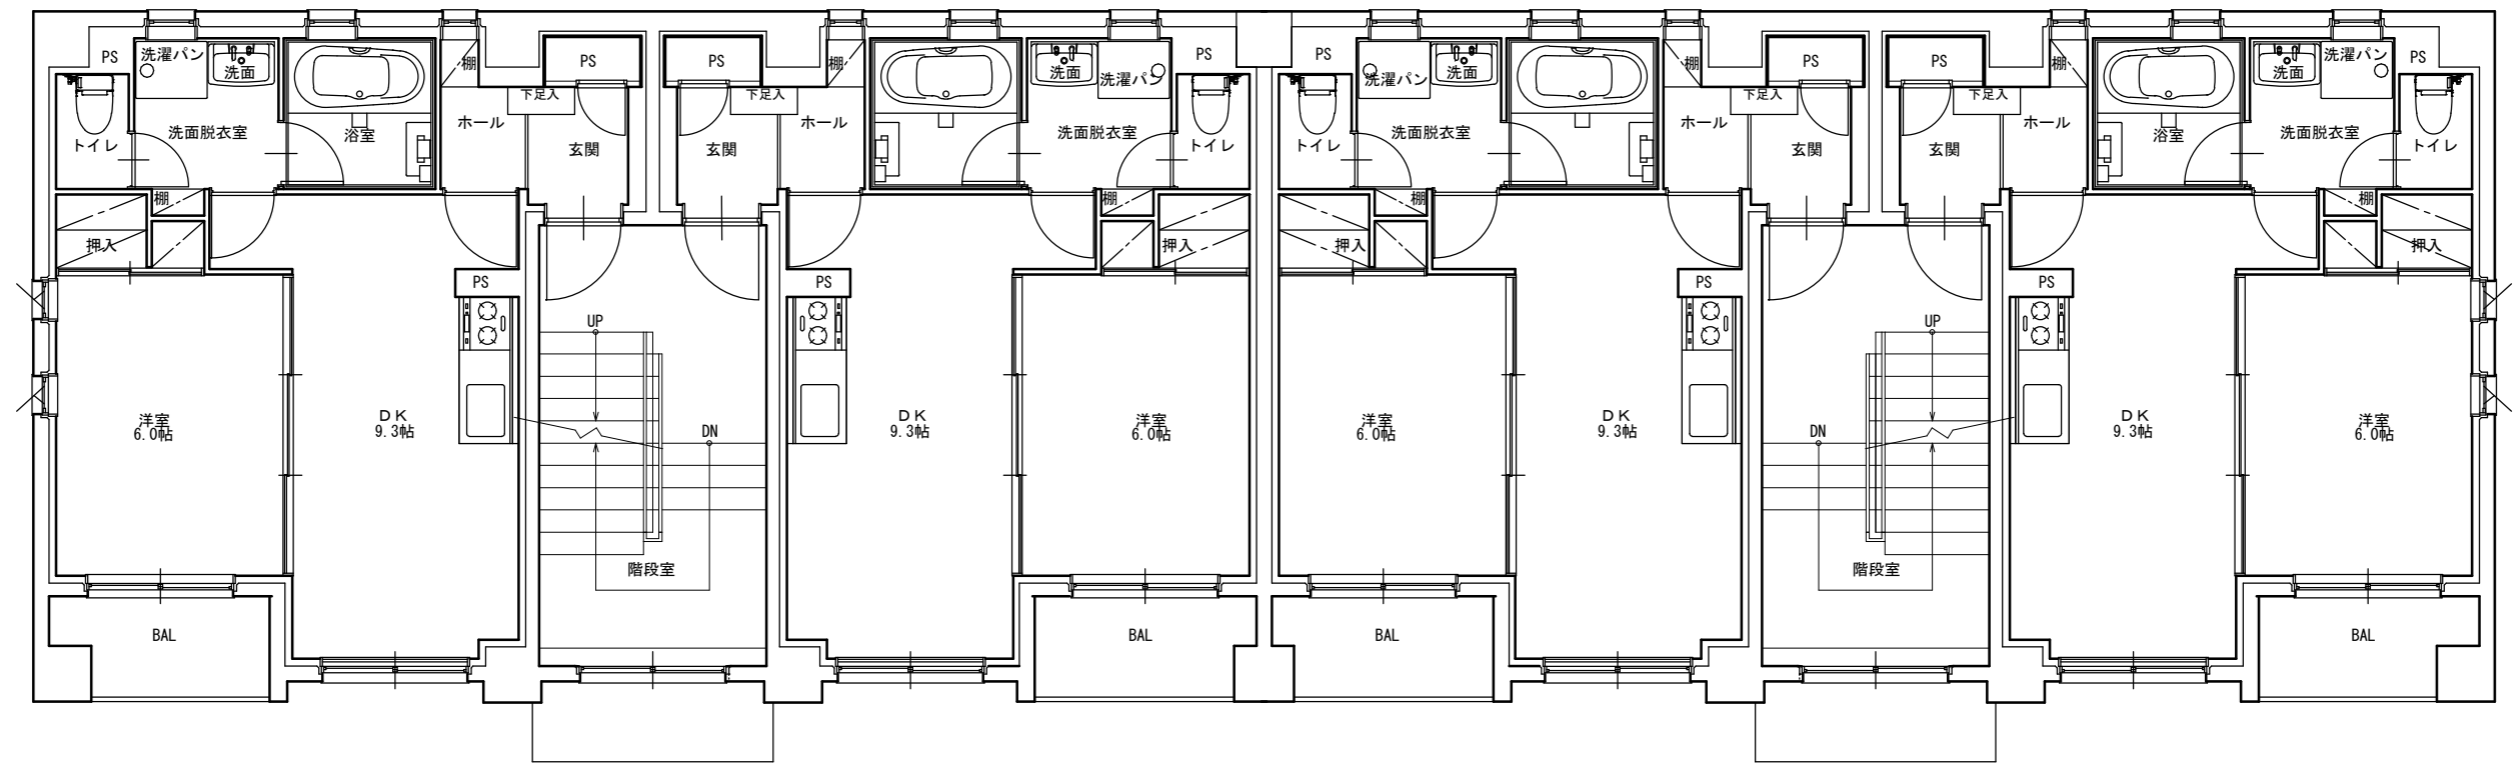 PS
洗濯パン
洗面
棚
PS
PS
棚
洗面
洗濯パン
PS
PS
洗濯パン
洗面
棚
PS
PS
棚
洗面
洗濯パン
PS
下足入
下足入
下足入
下足入
トイレ
洗面脱衣室
浴室
ホール
玄関
玄関
ホール
洗面脱衣室
トイレ
トイレ
洗面脱衣室
ホール
玄関
玄関
ホール
浴室
洗面脱衣室
トイレ
棚
棚
棚
棚
押入
押入
押入
押入
PS
PS
PS
PS
UP
UP
洋室
6.0帖
DK
9.3帖
DN
DK
9.3帖
洋室
6.0帖
洋室
6.0帖
DK
9.3帖
DN
DK
9.3帖
洋室
6.0帖
階段室
階段室
BAL
BAL
BAL
BAL